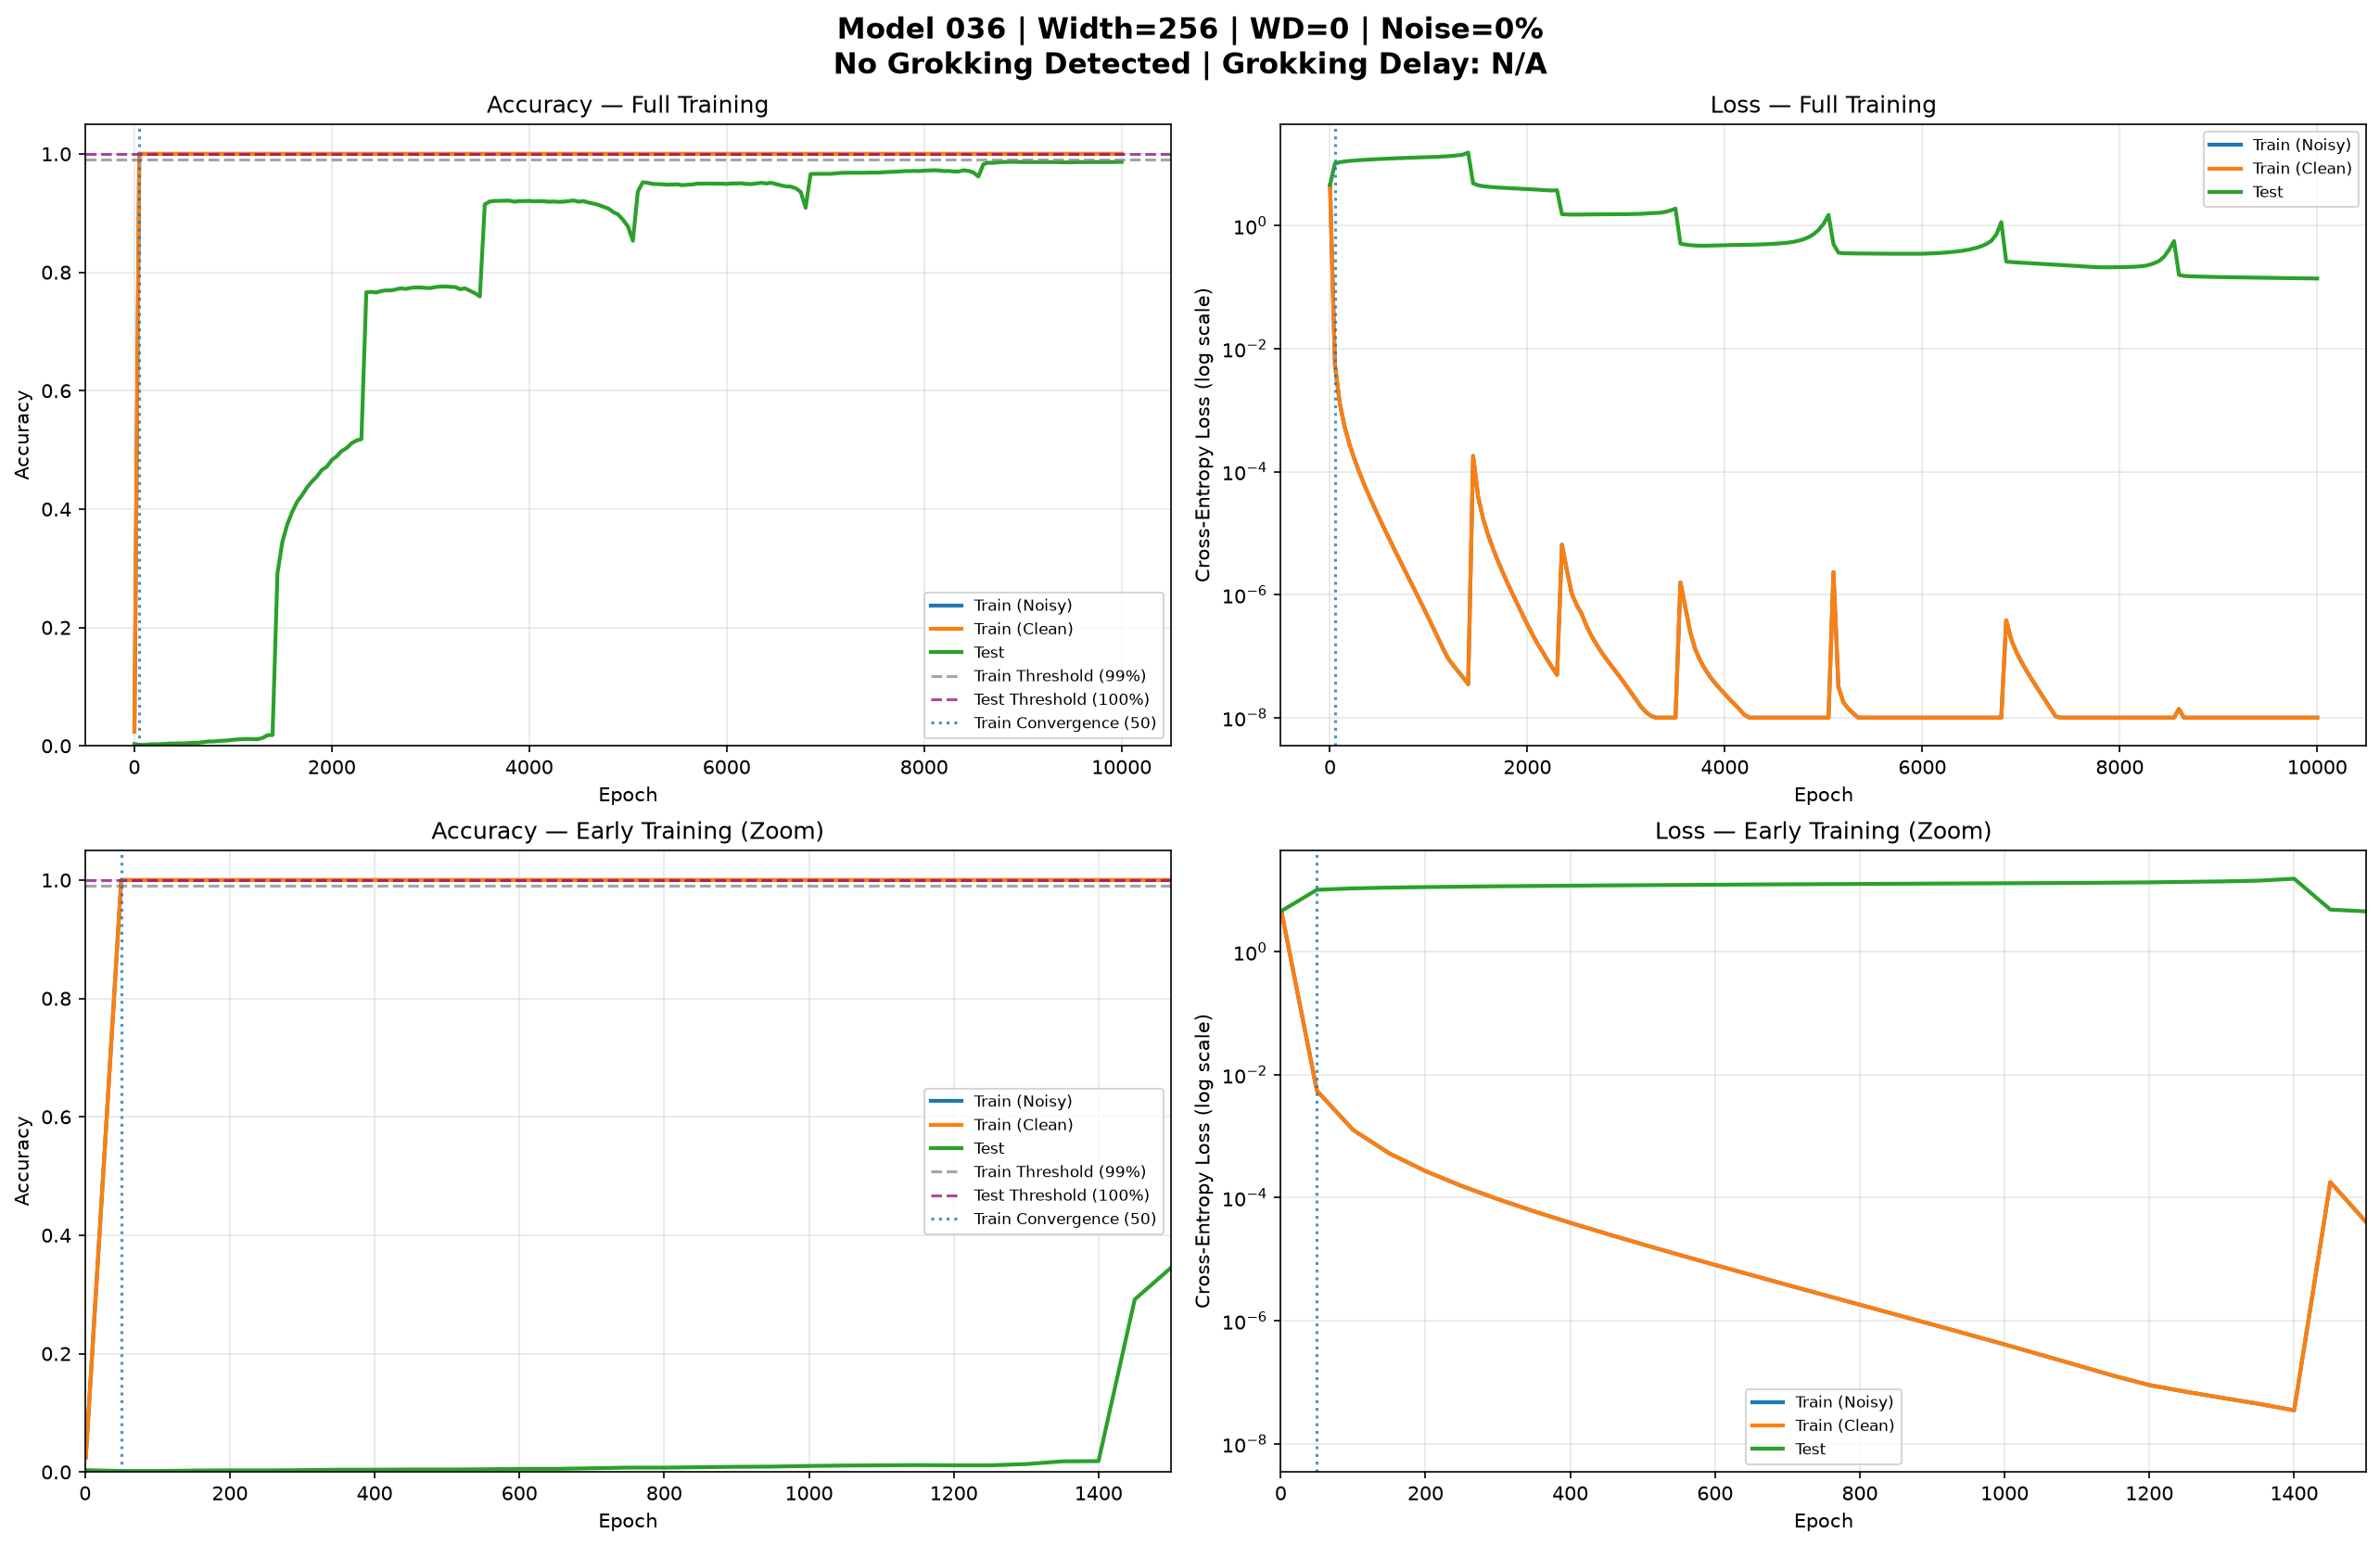 Model 036 | Width=256 | WD=0 | Noise=0%
No Grokking Detected | Grokking Delay: N/A
Accuracy — Full Training
Accuracy
1.0
0.8
0.6
0.4
0.2
0.0
0
2000
4000
6000
8000
10000
Epoch
Train (Noisy)
Train (Clean)
Test
Train Threshold (99%)
Test Threshold (100%)
Train Convergence (50)
Loss — Full Training
Cross-Entropy Loss (log scale)
10⁰
10⁻²
10⁻⁴
10⁻⁶
10⁻⁸
0
2000
4000
6000
8000
10000
Epoch
Train (Noisy)
Train (Clean)
Test
Accuracy — Early Training (Zoom)
Accuracy
1.0
0.8
0.6
0.4
0.2
0.0
0
200
400
600
800
1000
1200
1400
Epoch
Train (Noisy)
Train (Clean)
Test
Train Threshold (99%)
Test Threshold (100%)
Train Convergence (50)
Loss — Early Training (Zoom)
Cross-Entropy Loss (log scale)
10⁰
10⁻²
10⁻⁴
10⁻⁶
10⁻⁸
0
200
400
600
800
1000
1200
1400
Epoch
Train (Noisy)
Train (Clean)
Test